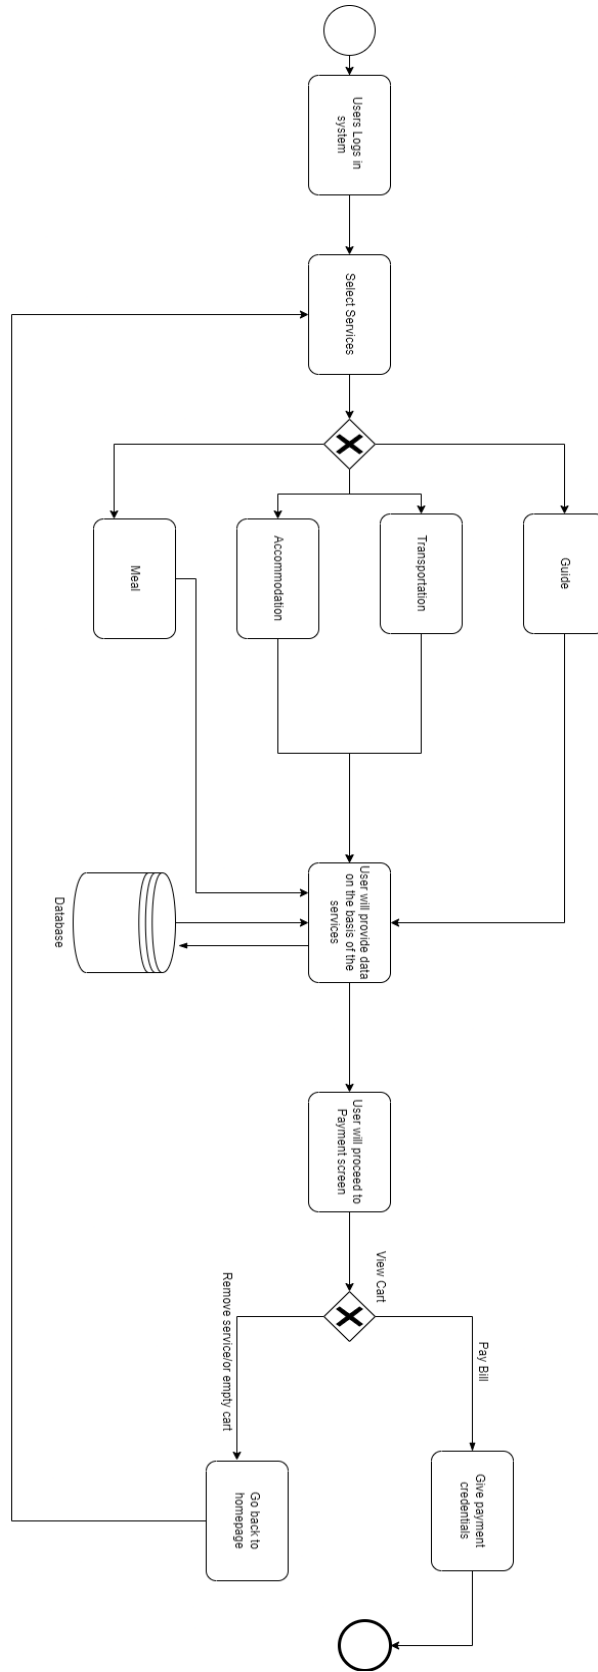 Users Logs in
system
Select Services
Guide
Transportation
Accommodation
Meal
User will provide data
on the basis of the
services
Database
User will proceed to
Payment screen
View Cart
Pay Bill
Remove service/or empty cart
Give payment
credentials
Go back to
homepage